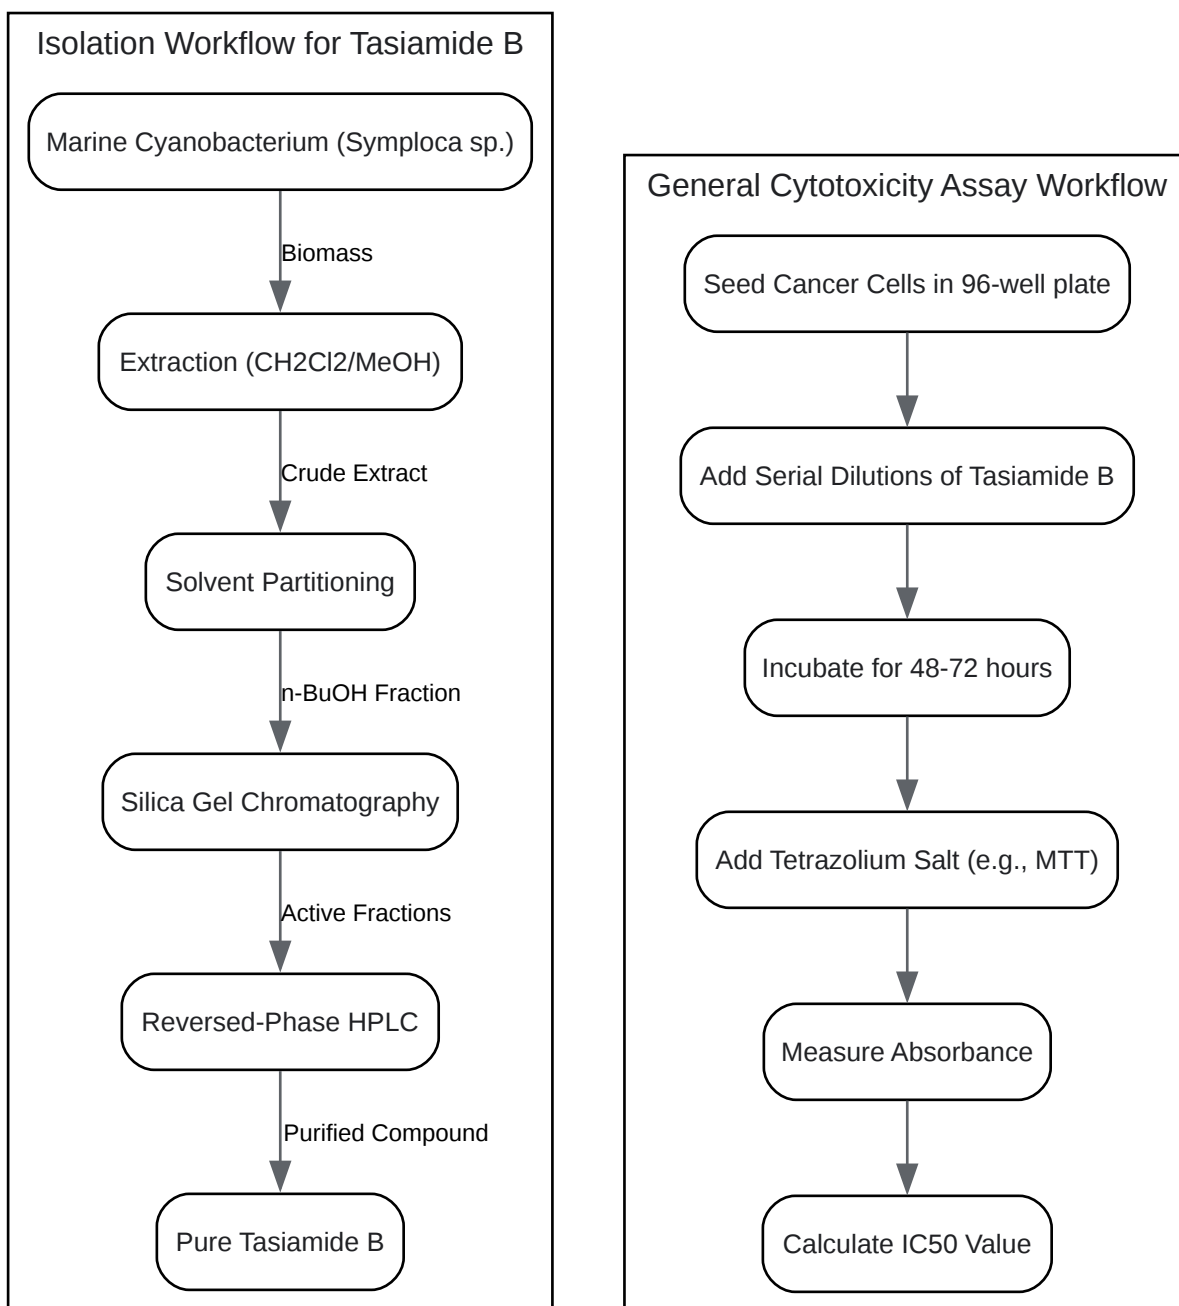 Isolation Workflow for Tasiamide B
Marine Cyanobacterium (Symploca sp.)
Biomass
Extraction (CH2Cl2/MeOH)
Crude Extract
Solvent Partitioning
n-BuOH Fraction
Silica Gel Chromatography
Active Fractions
Reversed-Phase HPLC
Purified Compound
Pure Tasiamide B
General Cytotoxicity Assay Workflow
Seed Cancer Cells in 96-well plate
Add Serial Dilutions of Tasiamide B
Incubate for 48-72 hours
Add Tetrazolium Salt (e.g., MTT)
Measure Absorbance
Calculate IC50 Value